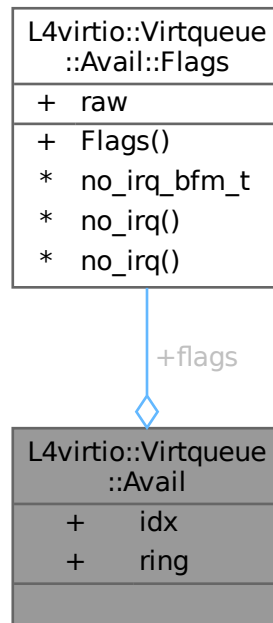 L4virtio::Virtqueue
::Avail::Flags
+ raw
+ Flags()
* no_irq_bfm_t
* no_irq()
* no_irq()
+flags
L4virtio::Virtqueue
::Avail
+ idx
+ ring